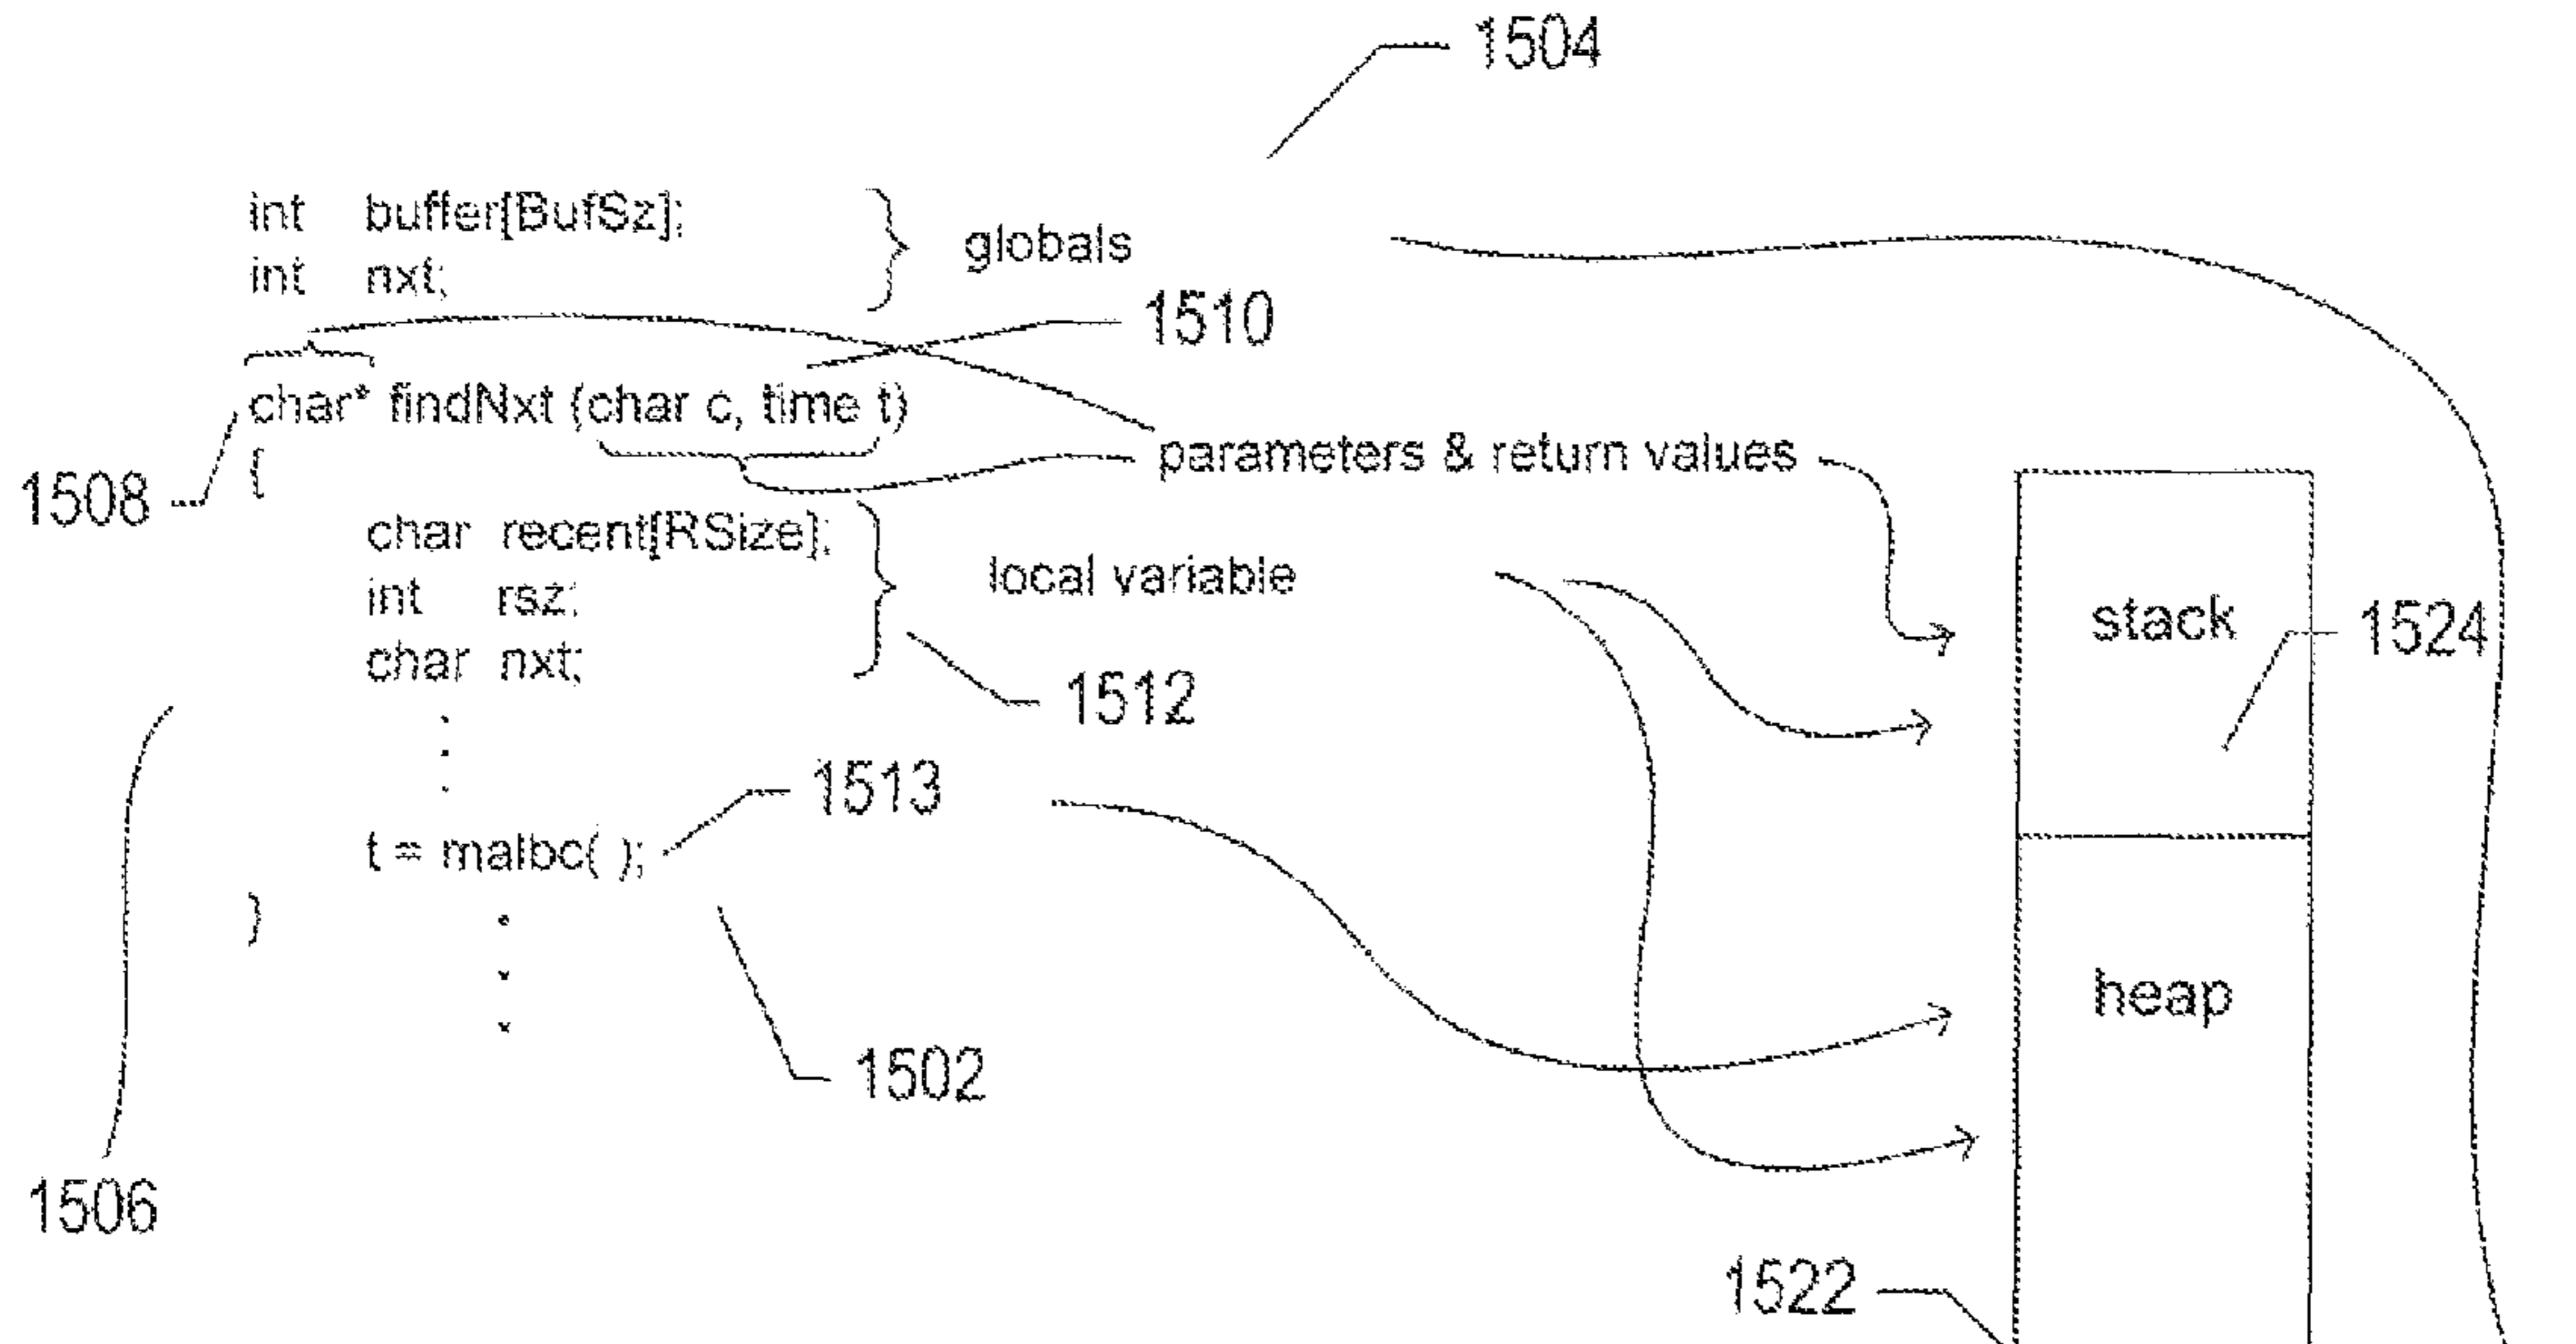 1504
int buffer[BufSz];
int nxt;
globals
1510
char* findNxt (char c, time t)
parameters & return values
{
1508
char recent[RSize];
int rsz;
char nxt;
local variable
stack
1524
1512
1513
t = malbc( );
}
heap
1502
1506
1522